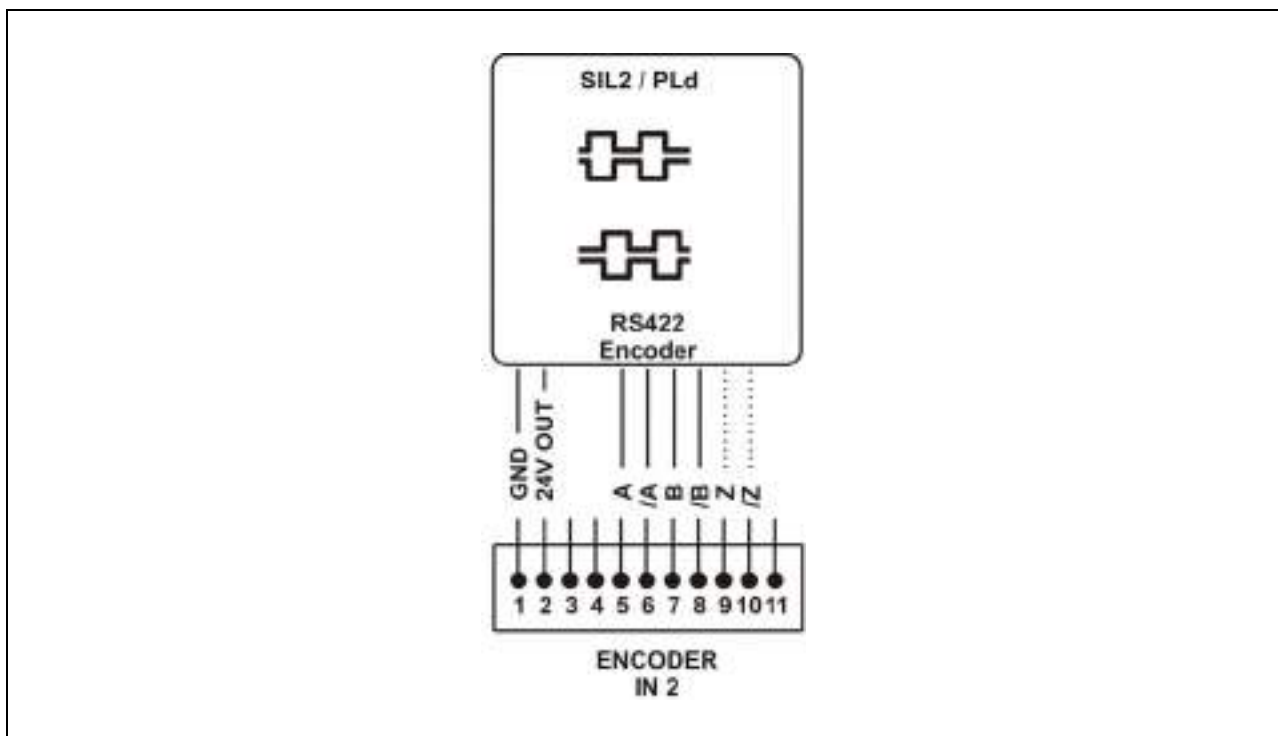 SIL2 / PLd
RS422
Encoder
GND
24V OUT
A
/A
B
/B
Z
/Z
1 2 3 4 5 6 7 8 9 10 11
ENCODER
IN 2